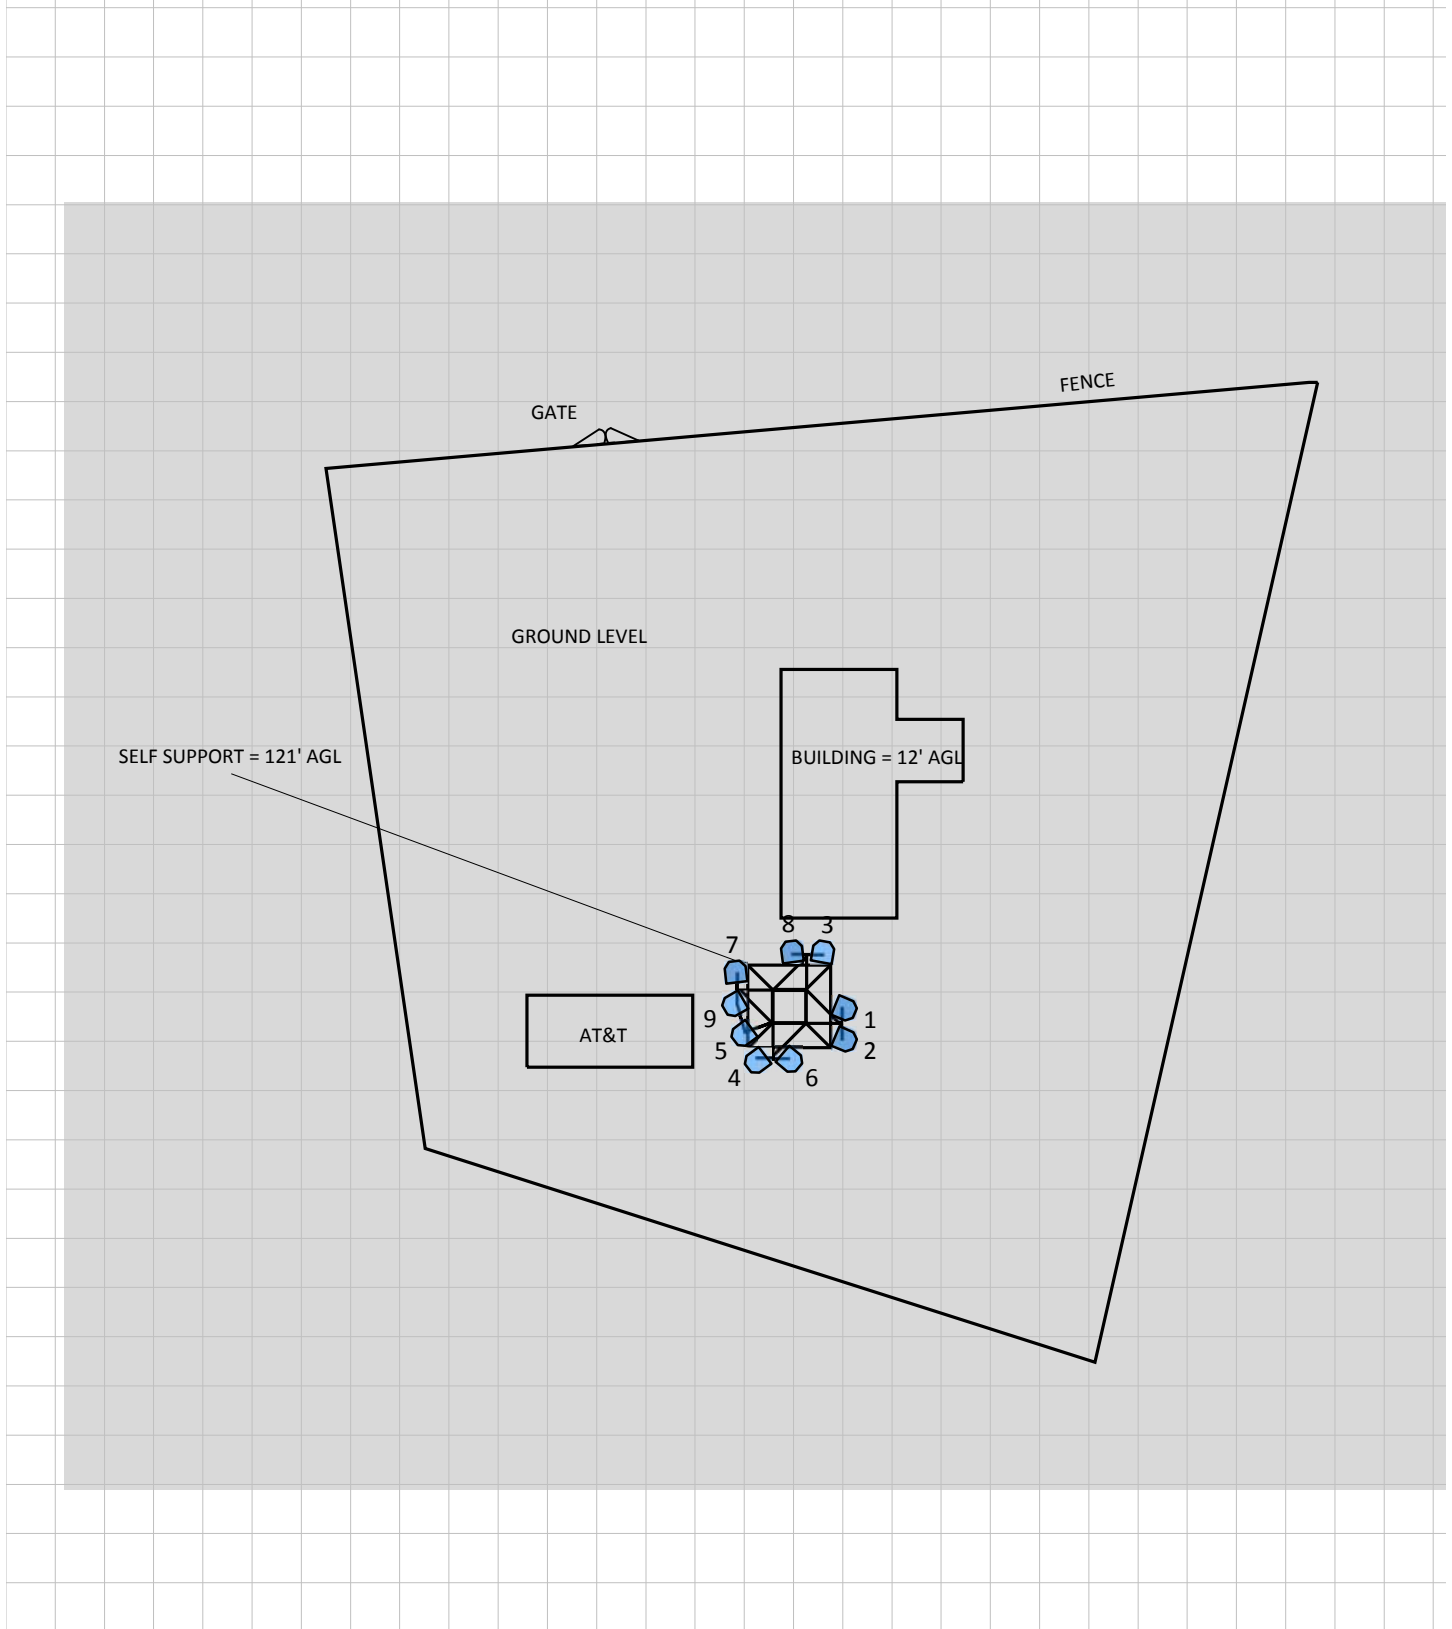 FENCE
GATE
GROUND LEVEL
SELF SUPPORT = 121' AGL
BUILDING = 12' AGL
8 3
7
9
1
AT&T
5
2
4
6